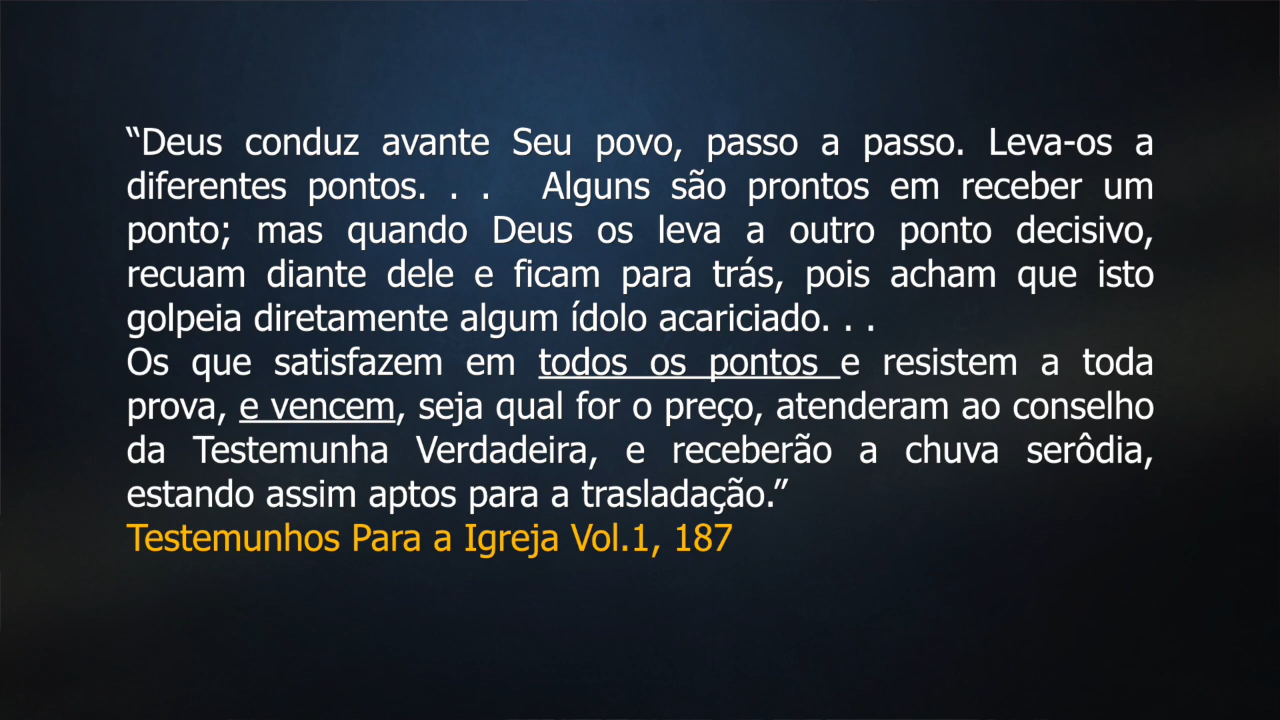 “Deus conduz avante Seu povo, passo a passo. Leva-os a
diferentes pontos. . .  Alguns são prontos em receber um
ponto; mas quando Deus os leva a outro ponto decisivo,
recuam diante dele e ficam para trás, pois acham que isto
golpeia diretamente algum ídolo acariciado. . .
Os que satisfazem em todos os pontos e resistem a toda
prova, e vencem, seja qual for o preço, atenderam ao conselho
da Testemunha Verdadeira, e receberão a chuva serôdia,
estando assim aptos para a trasladação.”
Testemunhos Para a Igreja Vol.1, 187